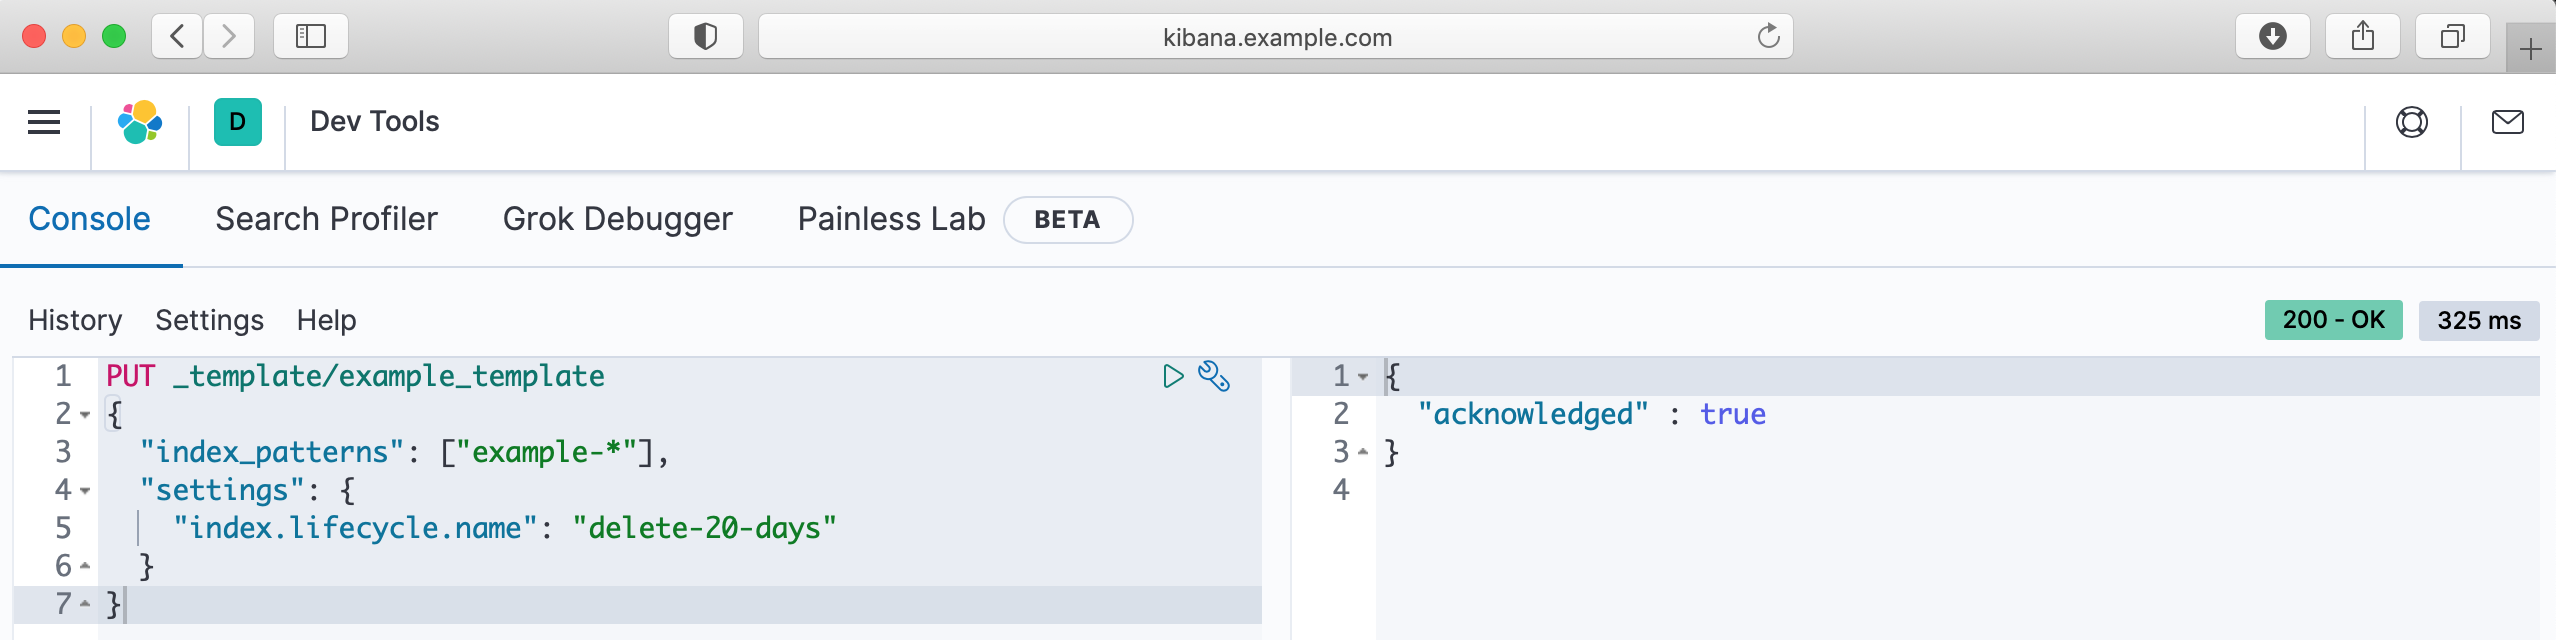 kibana.example.com
D Dev Tools
Console Search Profiler Grok Debugger Painless Lab BETA
History Settings Help 200 - OK 325 ms
1 PUT _template/example_template
2 {
3 "index_patterns": ["example-*"],
4 "settings": {
5 "index.lifecycle.name": "delete-20-days"
6 }
7 }
1 {
2 "acknowledged" : true
3 }
4